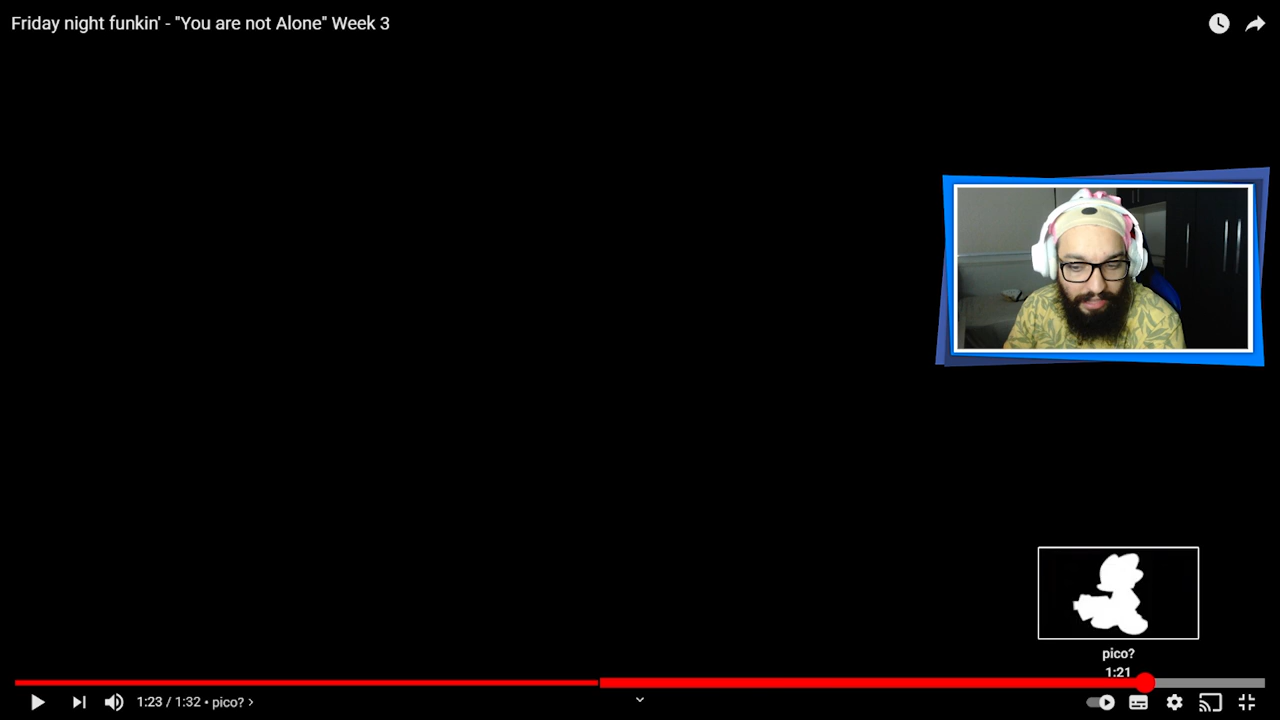 Friday night funkin' - "You are not Alone" Week 3
pico?
1:21
1:23 / 1:32 • pico? ›